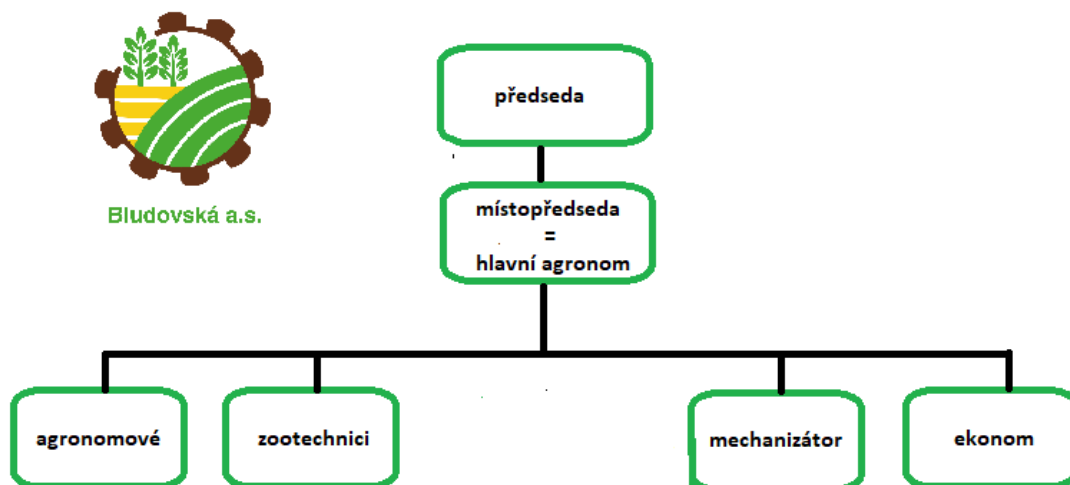 Bludovská a.s.
předseda
místopředseda
=
hlavní agronom
agronomové
zootechnici
mechanizátor
ekonom